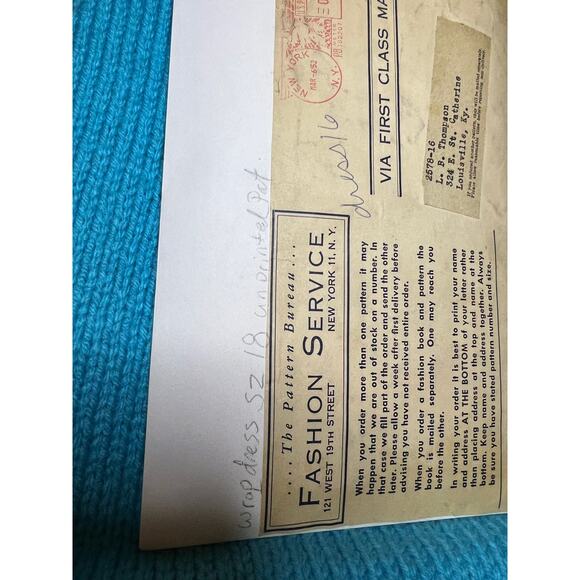 wrap dress Sz 18 unprinted Pat.
....The Pattern Bureau....
FASHION SERVICE
121 WEST 19TH STREET NEW YORK 11, N.Y.
When you order more than one pattern it may
happen that we are out of stock on a number. In
that case we fill part of the order and send the other
later. Please allow a week after first delivery before
advising you have not received entire order.
When you order a fashion book and pattern the
book is mailed separately. One may reach you
before the other.
In writing your order it is best to print your name
and address AT THE BOTTOM of your letter rather
than placing address at the top and name at the
bottom. Keep name and address together. Always
be sure you have stated pattern number and size.
dress 16
NEW YORK
N.Y.
MAR-6 52
VIA FIRST CLASS MA
2578-16
L. B. Thompson
324 E. St. Catherine
Louisville, Ky.